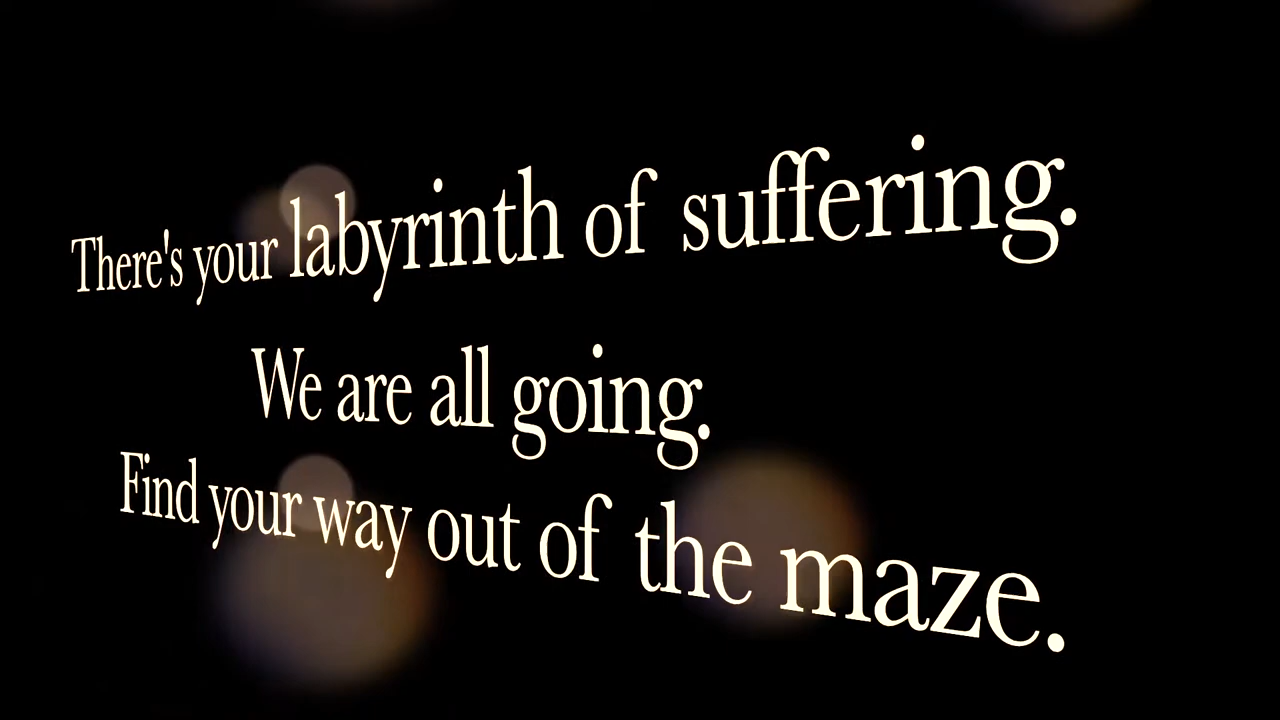 There's your labyrinth of suffering.
We are all going.
Find your way out of the maze.